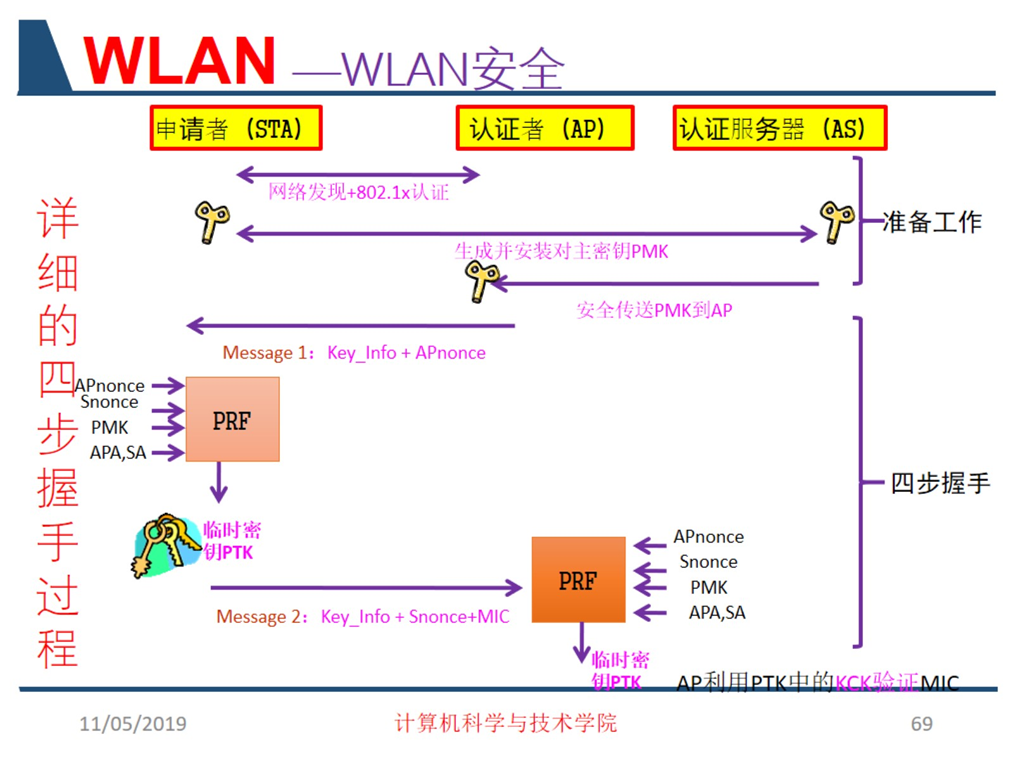 WLAN —WLAN安全
申请者 (STA)
认证者 (AP)
认证服务器 (AS)
网络发现+802.1x认证
准备工作
生成并安装对主密钥PMK
安全传送PMK到AP
详细的四步握手过程
Message 1：Key_Info + APnonce
APnonce
Snonce
PMK
APA,SA
PRF
四步握手
临时密
钥PTK
Message 2：Key_Info + Snonce+MIC
PRF
APnonce
Snonce
PMK
APA,SA
临时密
钥PTK
AP利用PTK中的KCK验证MIC
11/05/2019
计算机科学与技术学院
69